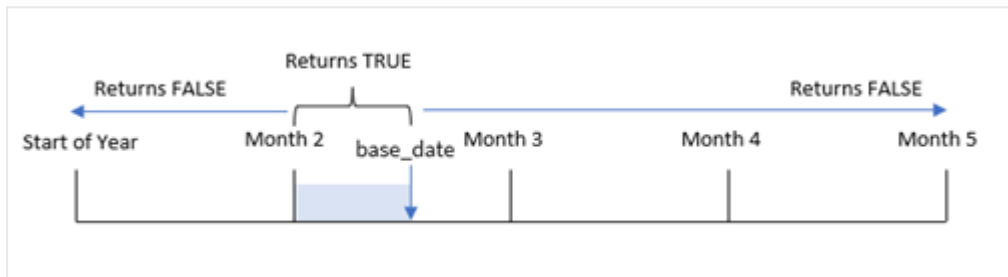 Returns TRUE
Returns FALSE
Returns FALSE
Start of Year
Month 2
base_date
Month 3
Month 4
Month 5